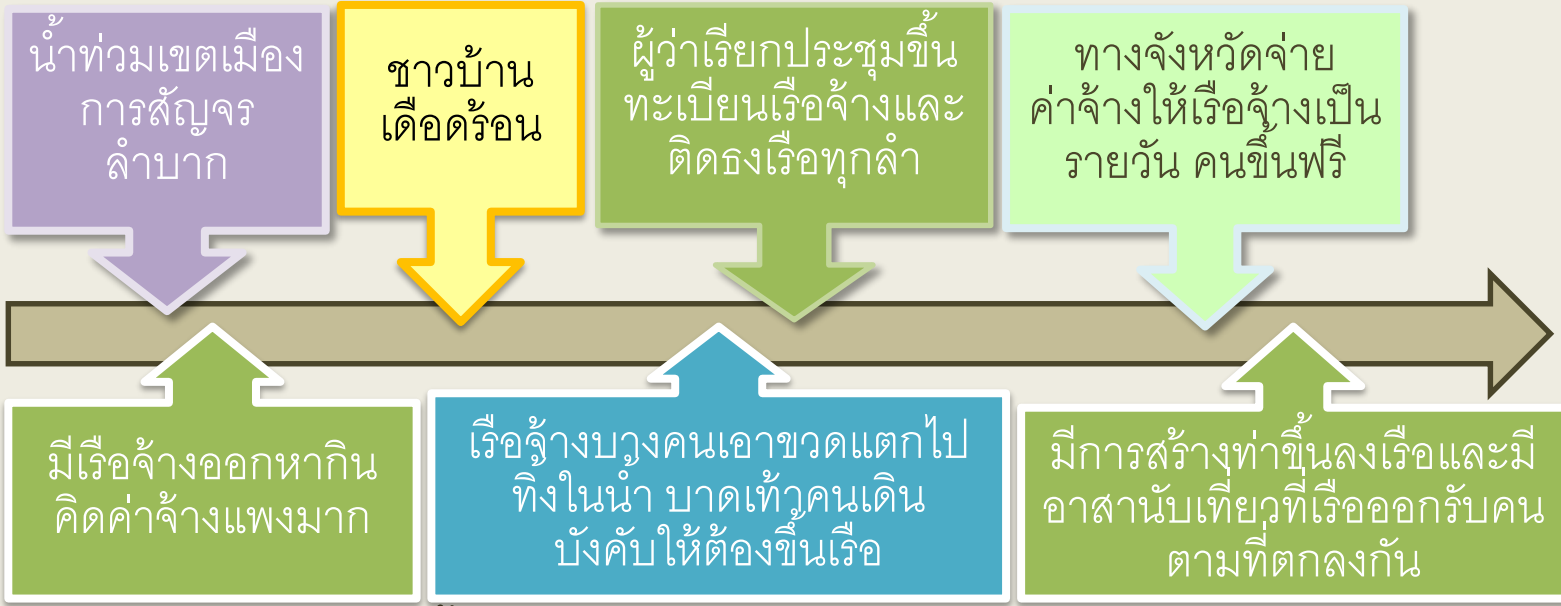 น้ำท่วมเขตเมือง
การสัญจร
ลำบาก
ชาวบ้าน
เดือดร้อน
ผู้ว่าเรียกประชุมขึ้น
ทะเบียนเรือจ้างและ
ติดธงเรือทุกลำ
ทางจังหวัดจ่าย
ค่าจ้างให้เรือจ้างเป็น
รายวัน คนขึ้นฟรี
มีเรือจ้างออกหากิน
คิดค่าจ้างแพงมาก
เรือจ้างบางคนเอาขวดแตกไป
ทิ้งในน้ำ บาดเท้าคนเดิน
บังคับให้ต้องขึ้นเรือ
มีการสร้างท่าขึ้นลงเรือและมี
อาสานับเที่ยวที่เรือออกรับคน
ตามที่ตกลงกัน